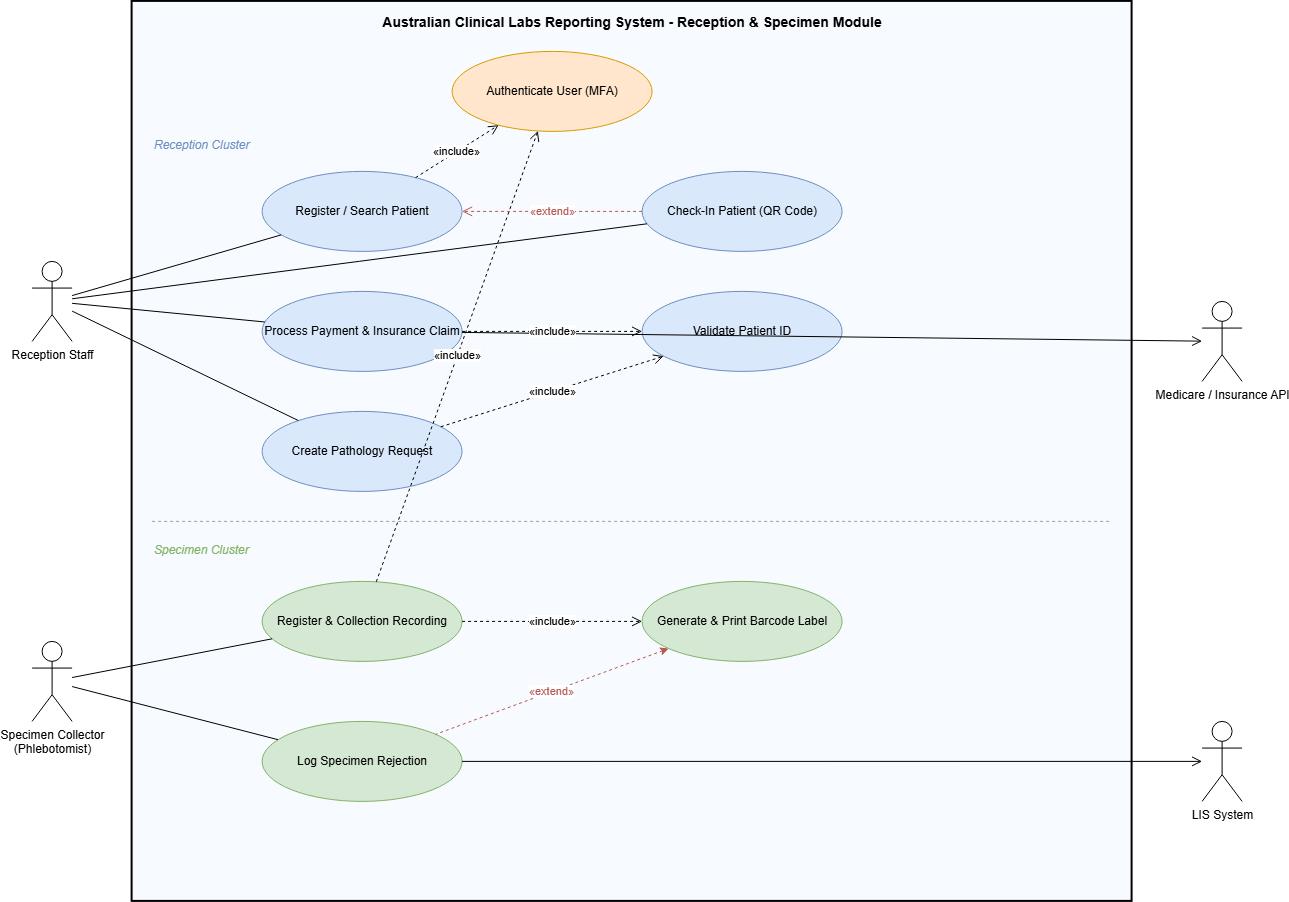 Australian Clinical Labs Reporting System - Reception & Specimen Module
Authenticate User (MFA)
Reception Cluster
«include»
Register / Search Patient
«extend»
Check-In Patient (QR Code)
Reception Staff
Process Payment & Insurance Claim
«include»
Validate Patient ID
«include»
Medicare / Insurance API
«include»
Create Pathology Request
Specimen Cluster
Register & Collection Recording
«include»
Generate & Print Barcode Label
«extend»
Specimen Collector
(Phlebotomist)
Log Specimen Rejection
LIS System